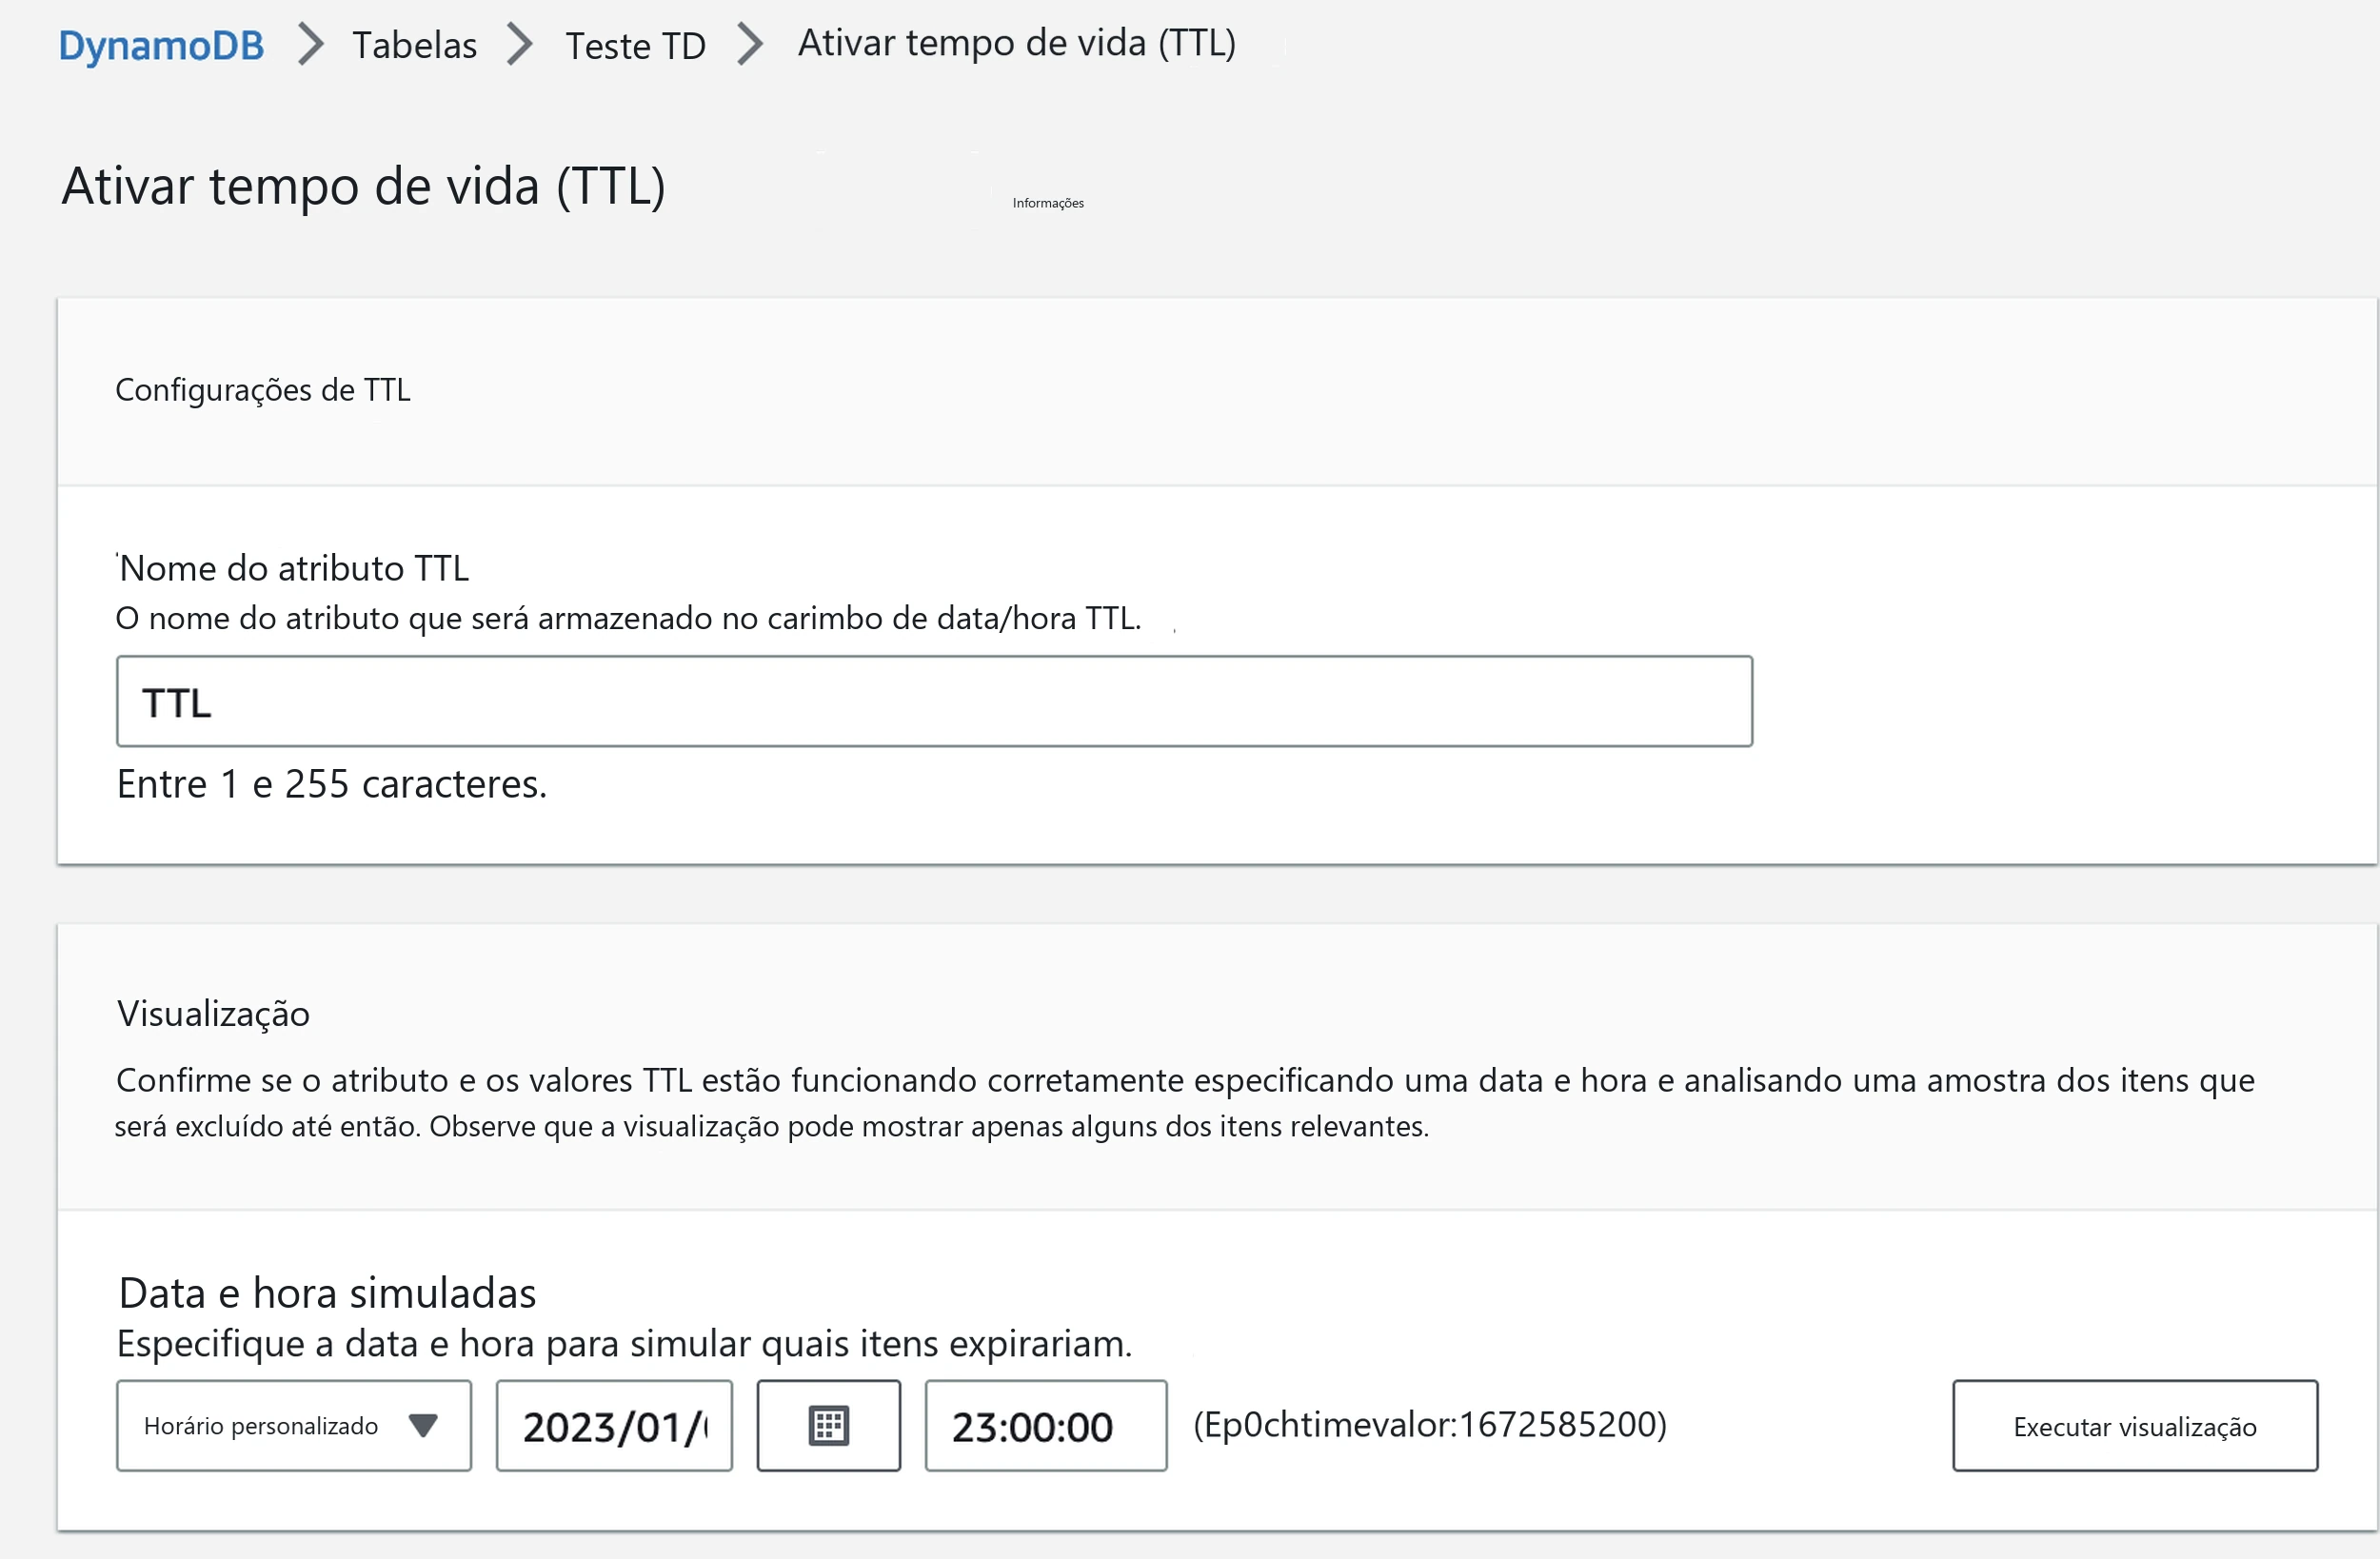 DynamoDB > Tabelas > Teste TD > Ativar tempo de vida (TTL)
Ativar tempo de vida (TTL) Informações
Configurações de TTL
Nome do atributo TTL
O nome do atributo que será armazenado no carimbo de data/hora TTL.
TTL
Entre 1 e 255 caracteres.
Visualização
Confirme se o atributo e os valores TTL estão funcionando corretamente especificando uma data e hora e analisando uma amostra dos itens que
será excluído até então. Observe que a visualização pode mostrar apenas alguns dos itens relevantes.
Data e hora simuladas
Especifique a data e hora para simular quais itens expirariam.
Horário personalizado 2023/01/ 23:00:00 (Ep0chtimevalor:1672585200) Executar visualização